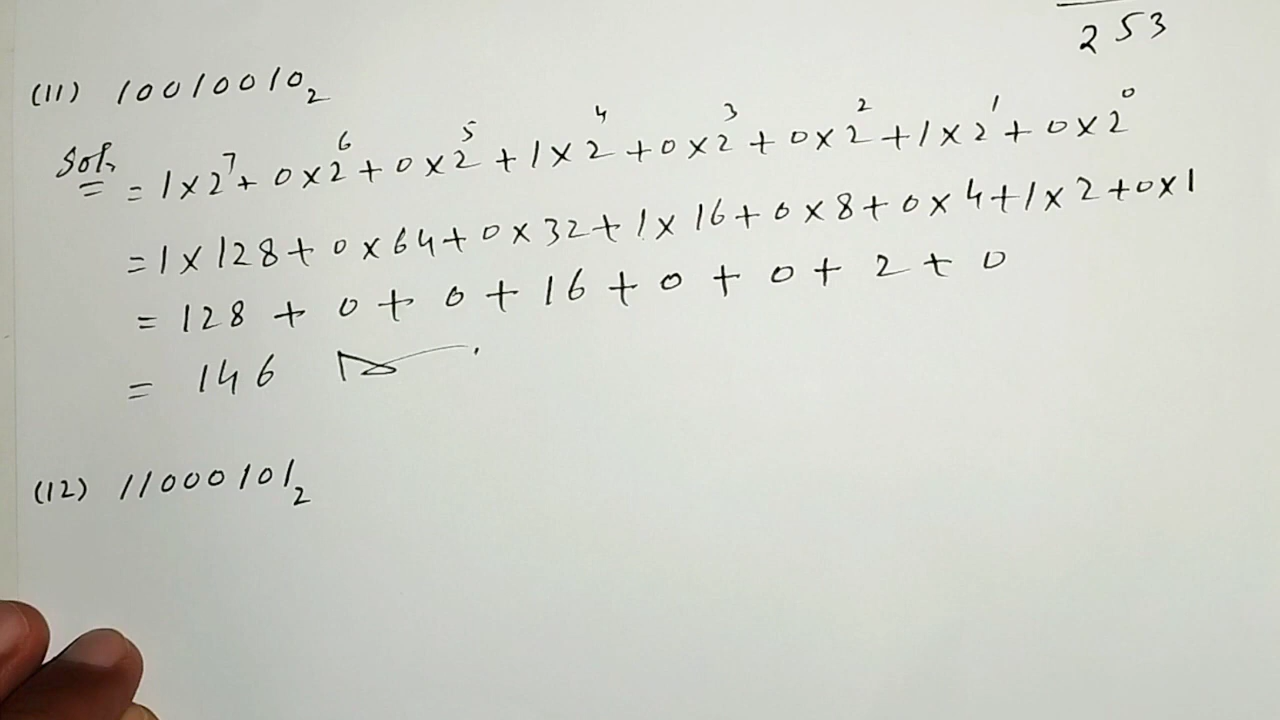 253
(11) 10010010₂
Sol. = 1×2⁷+ 0×2⁶+0×2⁵+1×2⁴+0×2³+0×2²+1×2¹+0×2⁰
=1×128+0×64+0×32+1×16+0×8+0×4+1×2+0×1
= 128 + 0 + 0 + 16 + 0 + 0 + 2 + 0
= 146
(12) 11000101₂